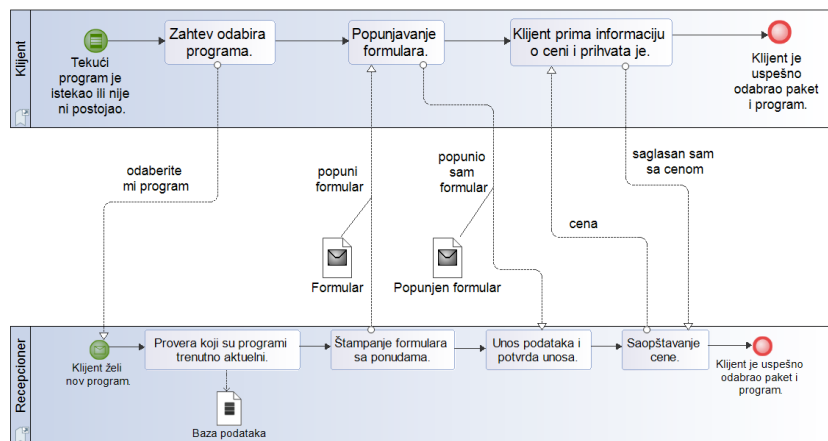 Klijent
Tekući
program je
istekao ili nije
ni postojao.
Zahtev odabira
programa.
Popunjavanje
formulara.
Klijent prima informaciju
o ceni i prihvata je.
Klijent je
uspešno
odabrao paket
i program.
odaberite
mi program
popuni
formular
popunio
sam
formular
saglasan sam
sa cenom
cena
Formular
Popunjen formular
Recepcioner
Klijent želi
nov program.
Provera koji su programi
trenutno aktuelni.
Štampanje formulara
sa ponudama.
Unos podataka i
potvrda unosa.
Saopštavanje
cene.
Klijent je uspešno
odabrao paket i
program.
Baza podataka